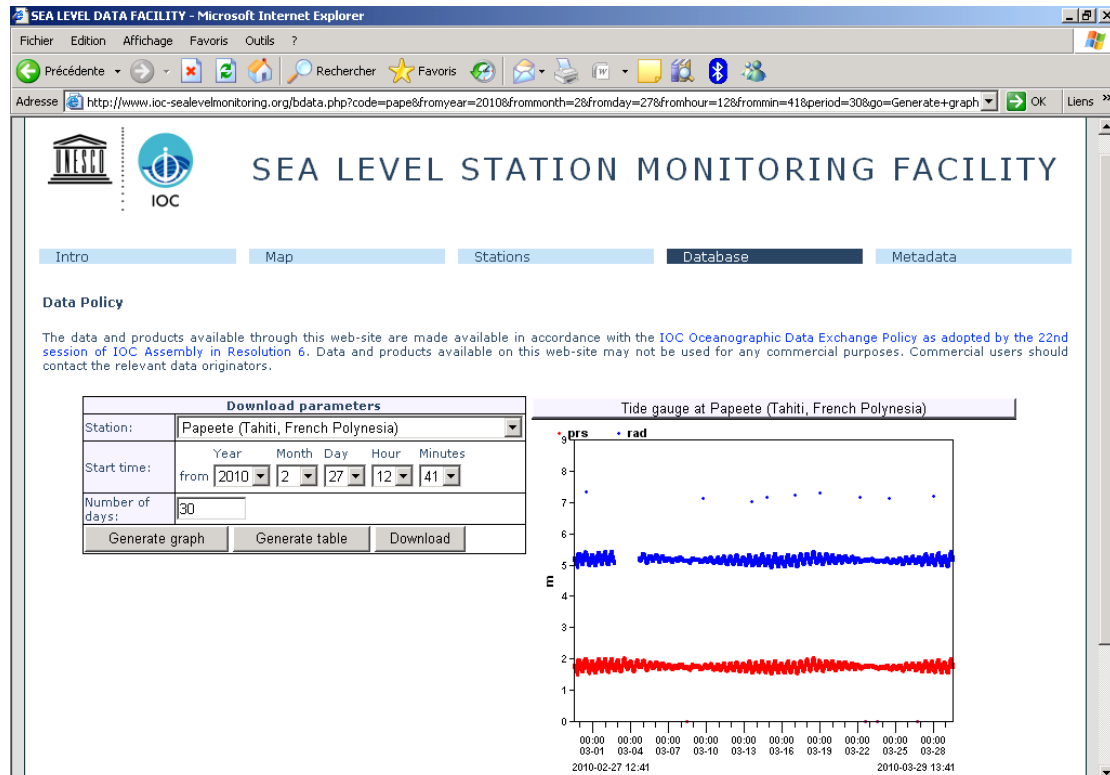 SEA LEVEL DATA FACILITY - Microsoft Internet Explorer
Fichier Edition Affichage Favoris Outils ?
Précédente Rechercher Favoris
Adresse http://www.ioc-sealevelmonitoring.org/bdata.php?code=pape&fromyear=2010&frommonth=2&fromday=27&fromhour=12&frommin=41&period=30&go=Generate+graph OK Liens »
UNESCO
IOC
SEA LEVEL STATION MONITORING FACILITY
Intro Map Stations Database Metadata
Data Policy
The data and products available through this web-site are made available in accordance with the IOC Oceanographic Data Exchange Policy as adopted by the 22nd
session of IOC Assembly in Resolution 6. Data and products available on this web-site may not be used for any commercial purposes. Commercial users should
contact the relevant data originators.
Download parameters
Station: Papeete (Tahiti, French Polynesia)
Year Month Day Hour Minutes
Start time: from 2010 2 27 12 41
Number of
days: 30
Generate graph Generate table Download
Tide gauge at Papeete (Tahiti, French Polynesia)
prs rad
9
8
7
6
5
m
4
3
2
1
0
00:00 00:00 00:00 00:00 00:00 00:00 00:00 00:00 00:00 00:00
03-01 03-04 03-07 03-10 03-13 03-16 03-19 03-22 03-25 03-28
2010-02-27 12:41 2010-03-29 13:41